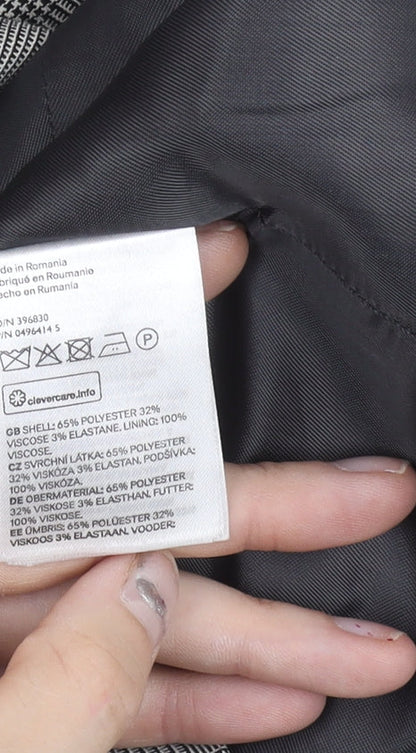 de in Romania
briqué en Roumanie
echo en Rumania
O/N 396830
P/N 0496414 S
P
clevercare.info
GB SHELL: 65% POLYESTER 32%
VISCOSE 3% ELASTANE, LINING: 100%
VISCOSE.
CZ SVRCHNÍ LÁTKA: 65% POLYESTER
32% VISKÓZA 3% ELASTAN, PODŠÍVKA:
100% VISKÓZA.
DE OBERMATERIAL: 65% POLYESTER
32% VISKOSE 3% ELASTHAN, FUTTER:
100% VISKOSE.
EE ÜMBRIS: 65% POLÜESTER 32%
VISKOOS 3% ELASTAAN, VOODER: